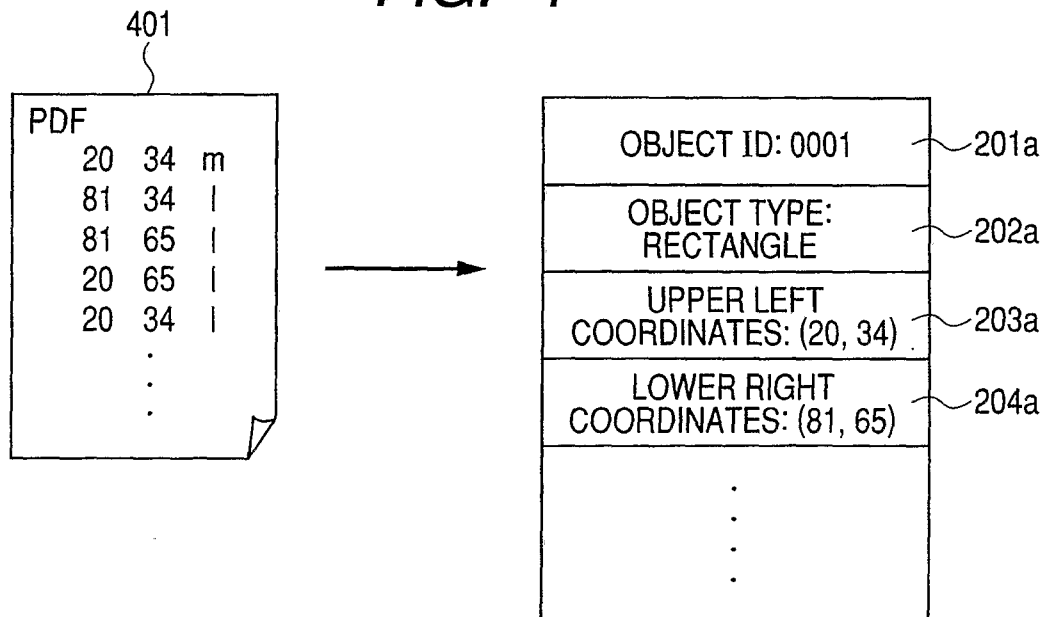 401
PDF
20 34 m
81 34 l
81 65 l
20 65 l
20 34 l
OBJECT ID: 0001
201a
OBJECT TYPE:
RECTANGLE
202a
UPPER LEFT
COORDINATES: (20, 34)
203a
LOWER RIGHT
COORDINATES: (81, 65)
204a